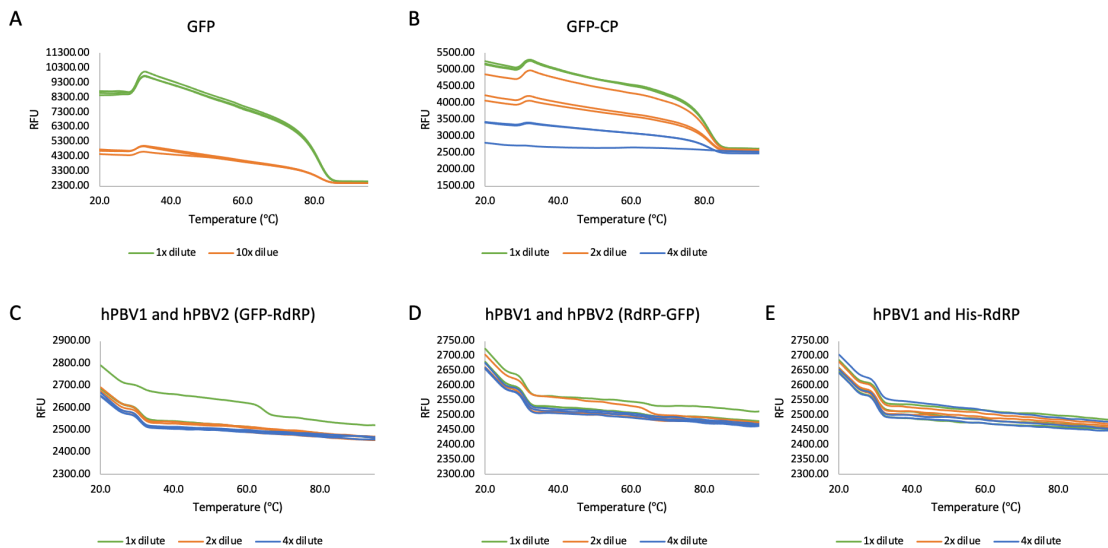 A
GFP
RFU
11300.00
10300.00
9300.00
8300.00
7300.00
6300.00
5300.00
4300.00
3300.00
2300.00
20.0 40.0 60.0 80.0
Temperature (°C)
1x dilute 10x dilue
B
GFP-CP
RFU
5500.00
5000.00
4500.00
4000.00
3500.00
3000.00
2500.00
2000.00
1500.00
20.0 40.0 60.0 80.0
Temperature (°C)
1x dilute 2x dilue 4x dilute
C
hPBV1 and hPBV2 (GFP-RdRP)
RFU
2900.00
2800.00
2700.00
2600.00
2500.00
2400.00
2300.00
20.0 40.0 60.0 80.0
Temperature (°C)
1x dilute 2x dilue 4x dilute
D
hPBV1 and hPBV2 (RdRP-GFP)
RFU
2750.00
2700.00
2650.00
2600.00
2550.00
2500.00
2450.00
2400.00
2350.00
2300.00
20.0 40.0 60.0 80.0
Temperature (°C)
1x dilute 2x dilue 4x dilute
E
hPBV1 and His-RdRP
RFU
2750.00
2700.00
2650.00
2600.00
2550.00
2500.00
2450.00
2400.00
2350.00
2300.00
20.0 40.0 60.0 80.0
Temperature (°C)
1x dilute 2x dilue 4x dilute